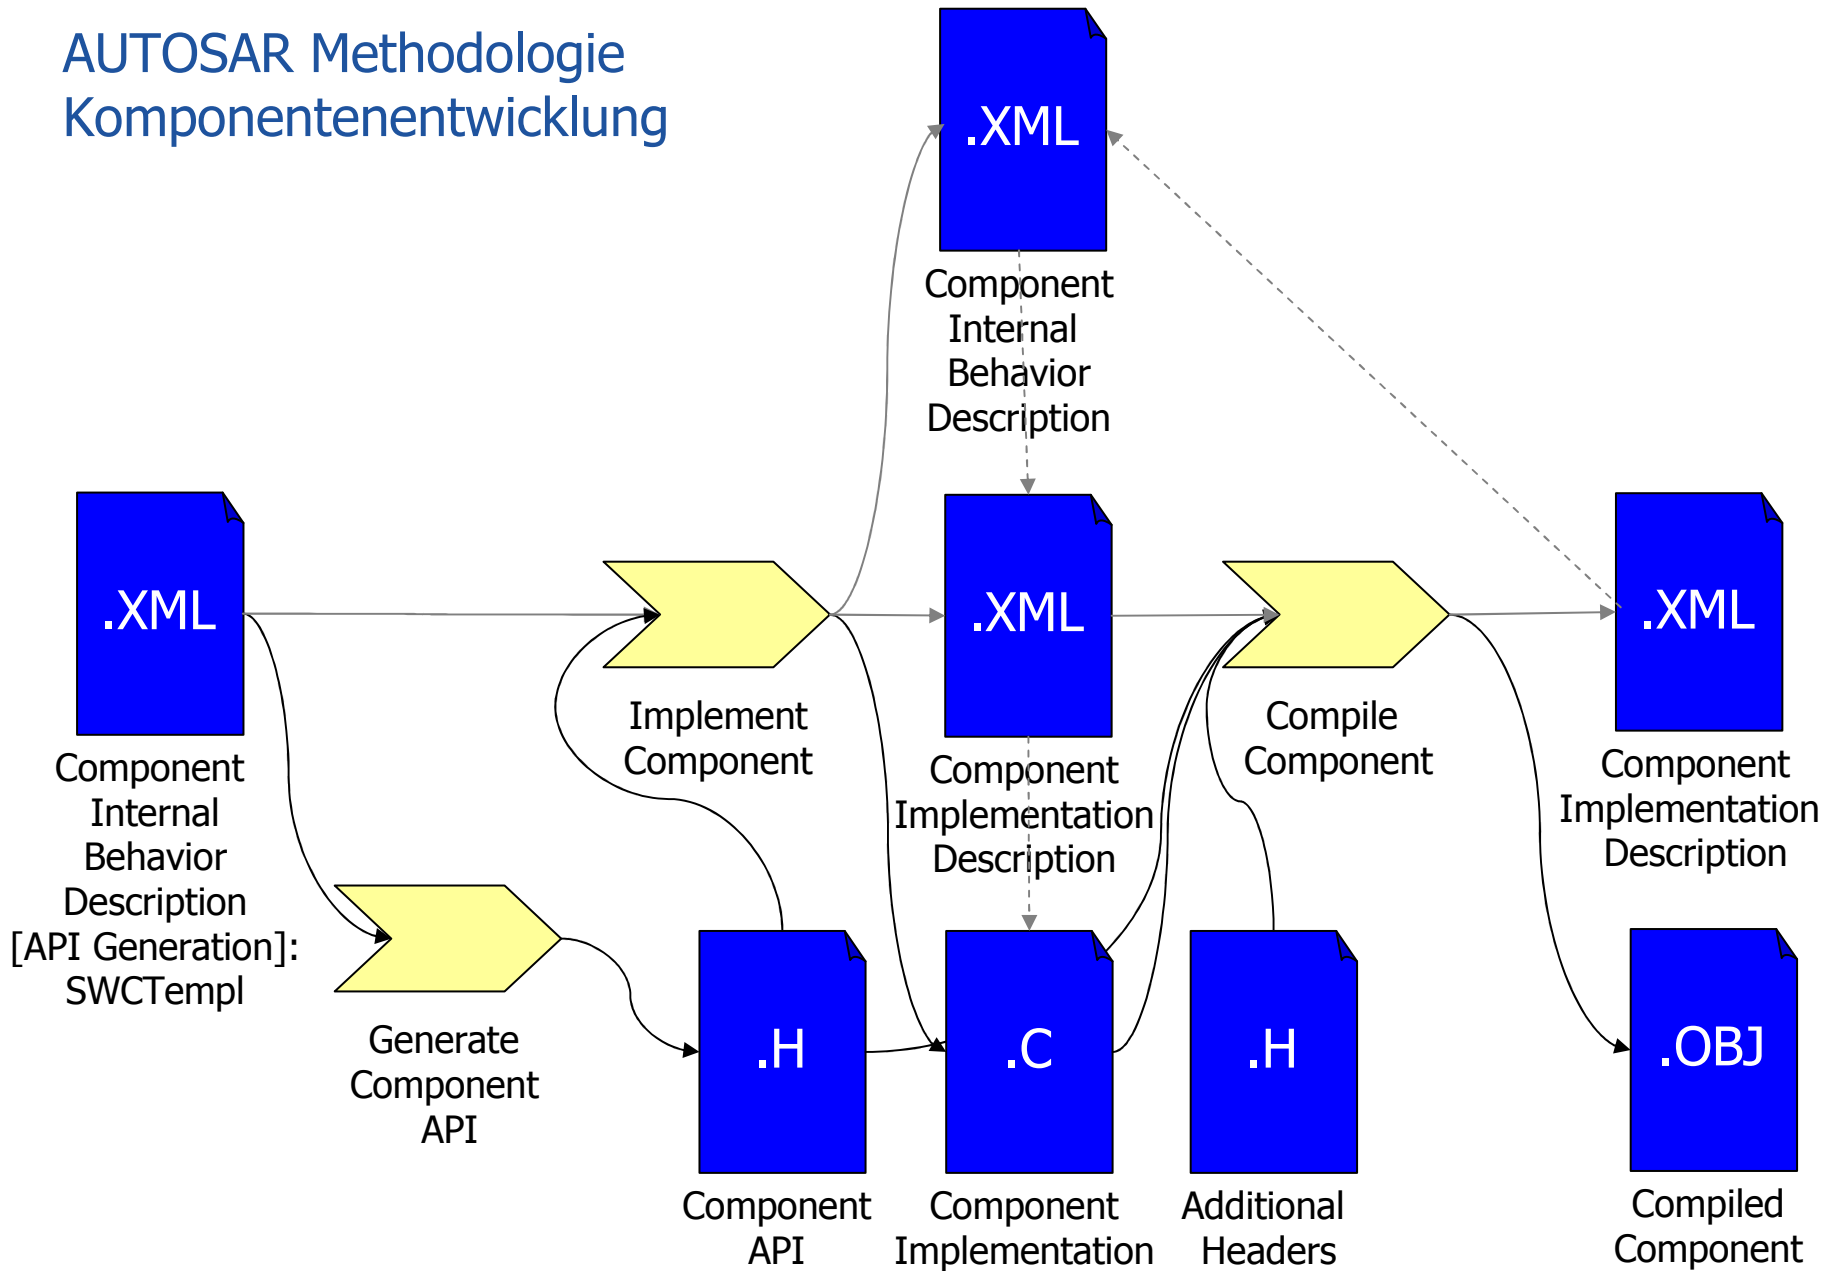 AUTOSAR Methodologie
Komponentenentwicklung
.XML
Component
Internal
Behavior
Description
.XML
Component
Internal
Behavior
Description
[API Generation]:
SWCTempl
Implement
Component
.XML
Component
Implementation
Description
Compile
Component
.XML
Component
Implementation
Description
Generate
Component
API
.H
Component
API
.C
Component
Implementation
.H
Additional
Headers
.OBJ
Compiled
Component